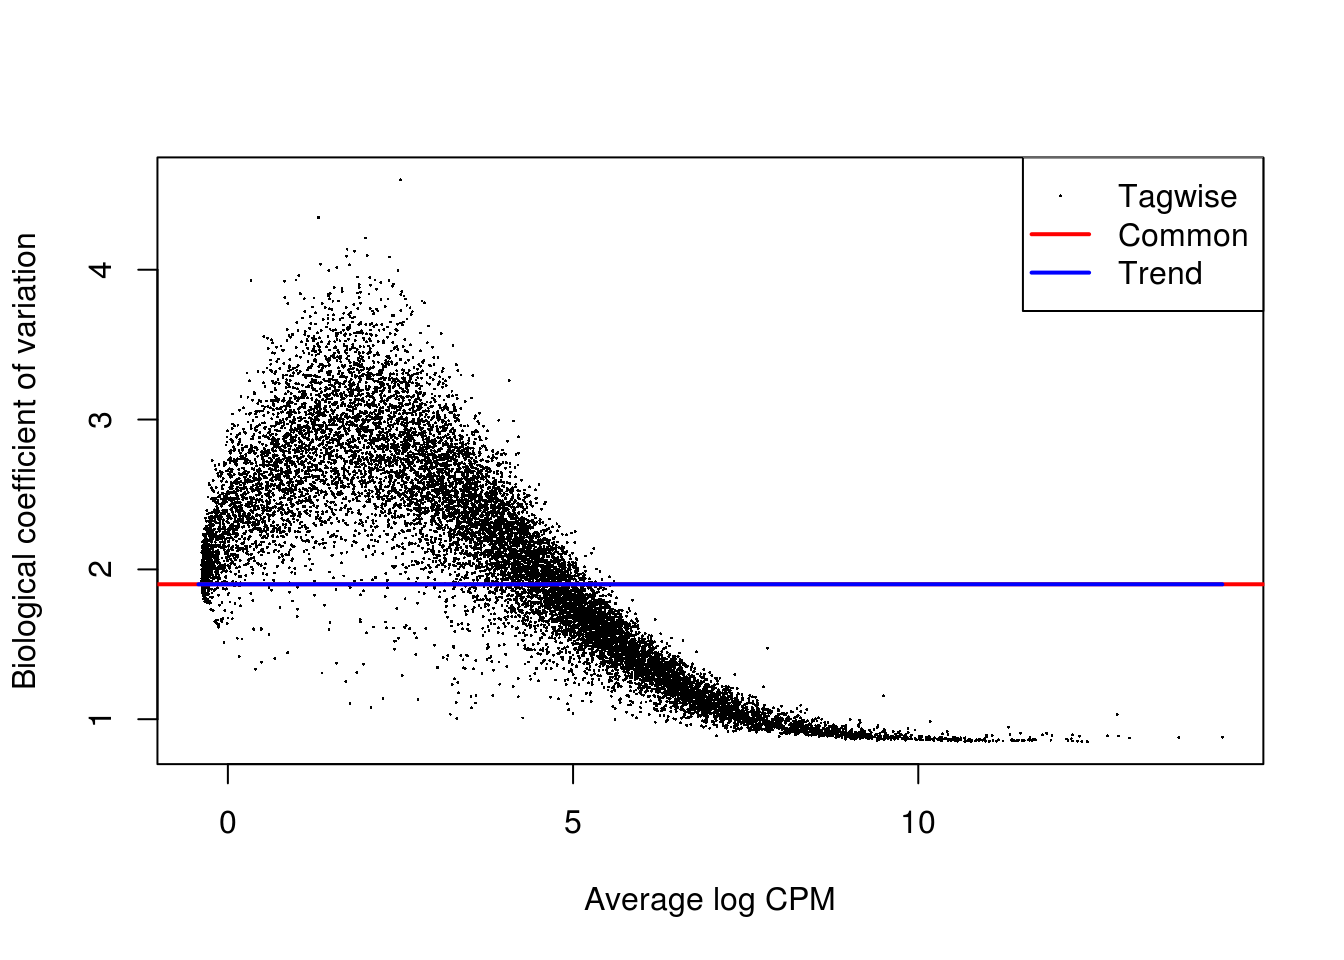 Tagwise
Common
Trend
Biological coefficient of variation
4
3
2
1
0 5 10
Average log CPM